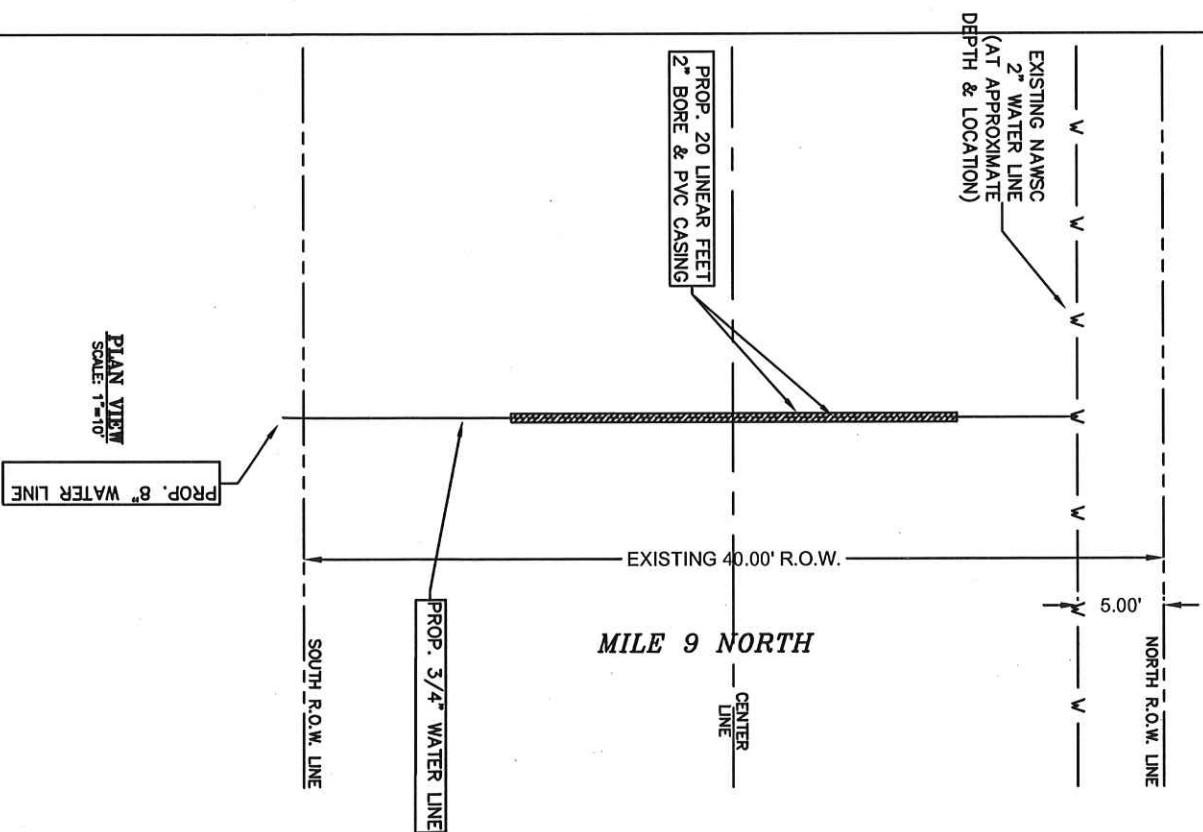 EXISTING NAWSC
2" WATER LINE
(AT APPROXIMATE
DEPTH & LOCATION)
PROP. 20 LINEAR FEET
2" BORE & PVC CASING
W
W
W
W
W
W
W
PLAN VIEW
SCALE: 1"=10'
PROP. 8" WATER LINE
PROP. 3/4" WATER LINE
EXISTING 40.00' R.O.W.
5.00'
MILE 9 NORTH
NORTH R.O.W. LINE
CENTER
LINE
SOUTH R.O.W. LINE